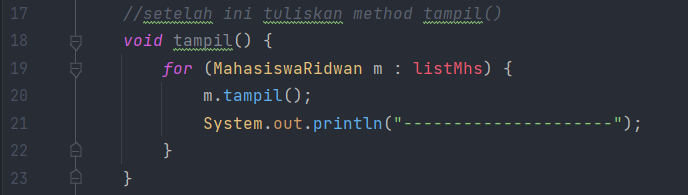 17 //setelah ini tuliskan method tampil()
18 void tampil() {
19 for (MahasiswaRidwan m : listMhs) {
20 m.tampil();
21 System.out.println("---------------------");
22 }
23 }